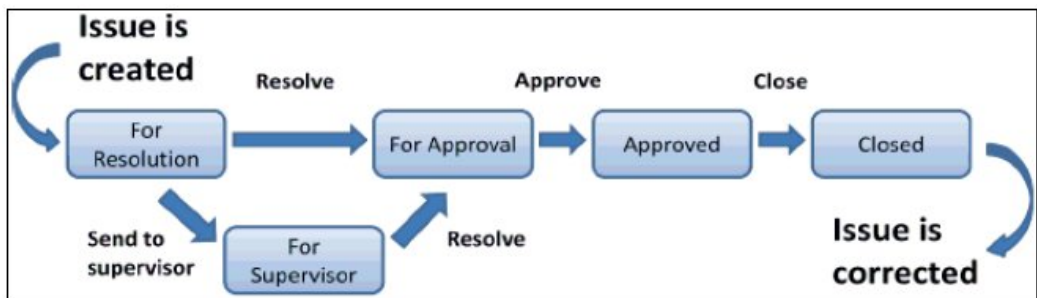 Issue is
created
Resolve
Approve
Close
For
Resolution
For Approval
Approved
Closed
Send to
supervisor
For
Supervisor
Resolve
Issue is
corrected